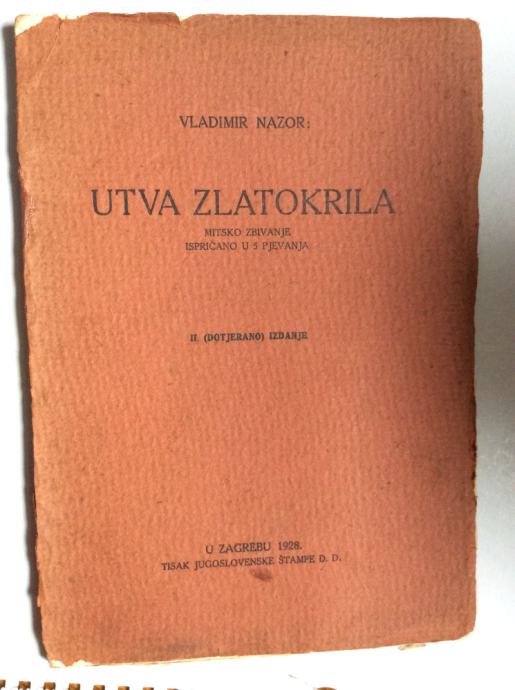 VLADIMIR NAZOR:
UTVA ZLATOKRILA
MITSKO ZBIVANJE
ISPRIČANO U 5 PJEVANJA
II. (DOTJERANO) IZDANJE
U ZAGREBU 1928.
TISAK JUGOSLOVENSKE ŠTAMPE D. D.